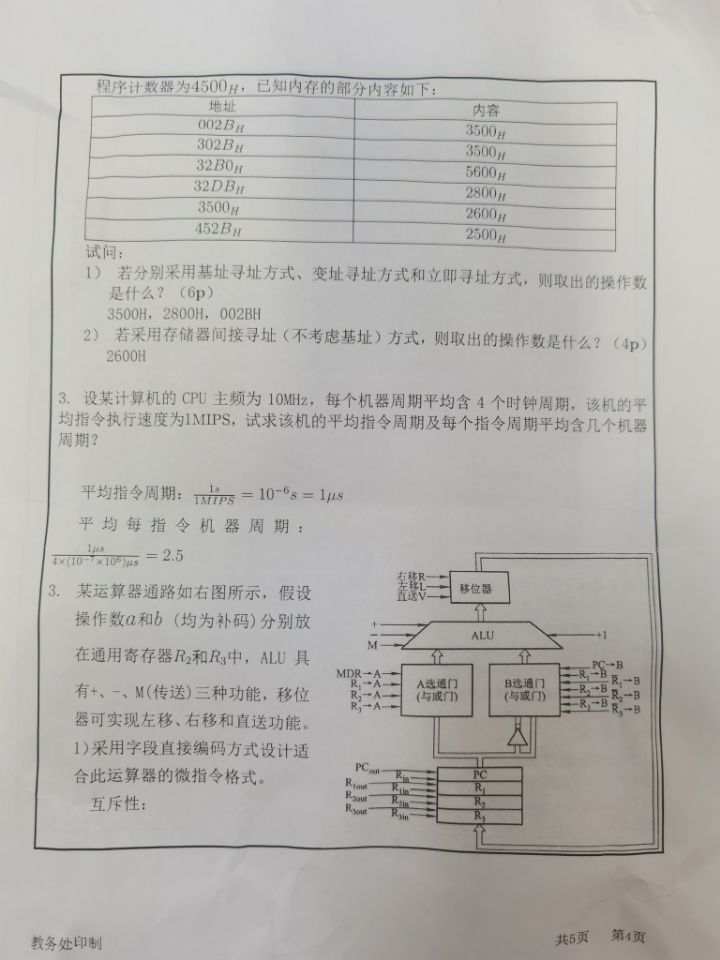 程序计数器为4500H，已知内存的部分内容如下：
地址 内容
002BH 3500H
302BH 3500H
32B0H 5600H
32DBH 2800H
3500H 2600H
452BH 2500H
试问：
1） 若分别采用基址寻址方式、变址寻址方式和立即寻址方式，则取出的操作数
是什么？（6p）
3500H，2800H，002BH
2） 若采用存储器间接寻址（不考虑基址）方式，则取出的操作数是什么？（4p）
2600H
3. 设某计算机的 CPU 主频为 10MHz，每个机器周期平均含 4 个时钟周期，该机的平
均指令执行速度为1MIPS，试求该机的平均指令周期及每个指令周期平均含几个机器
周期？
平均指令周期： 1s/1MIPS = 10⁻⁶s = 1μs
平均每指令机器周期：
1μs/4×(10⁻⁷×10⁶)μs = 2.5
3. 某运算器通路如右图所示，假设
操作数a和b (均为补码)分别放
在通用寄存器R₂和R₃中，ALU 具
有+、-、M(传送)三种功能，移位
器可实现左移、右移和直送功能。
1)采用字段直接编码方式设计适
合此运算器的微指令格式。
互斥性：
右移R
左移L
直送V
移位器
+
-
M
ALU
+1
MDR→A
R₁→A
R₂→A
R₃→A
A选通门
(与或门)
B选通门
(与或门)
PC→B
R₁→B R̄₁→B
R₂→B R̄₂→B
R₃→B R̄₃→B
PCout
R1out
R2out
R3out
Rin
R1in
R2in
R3in
PC
R₁
R₂
R₃
教务处印制
共5页 第4页